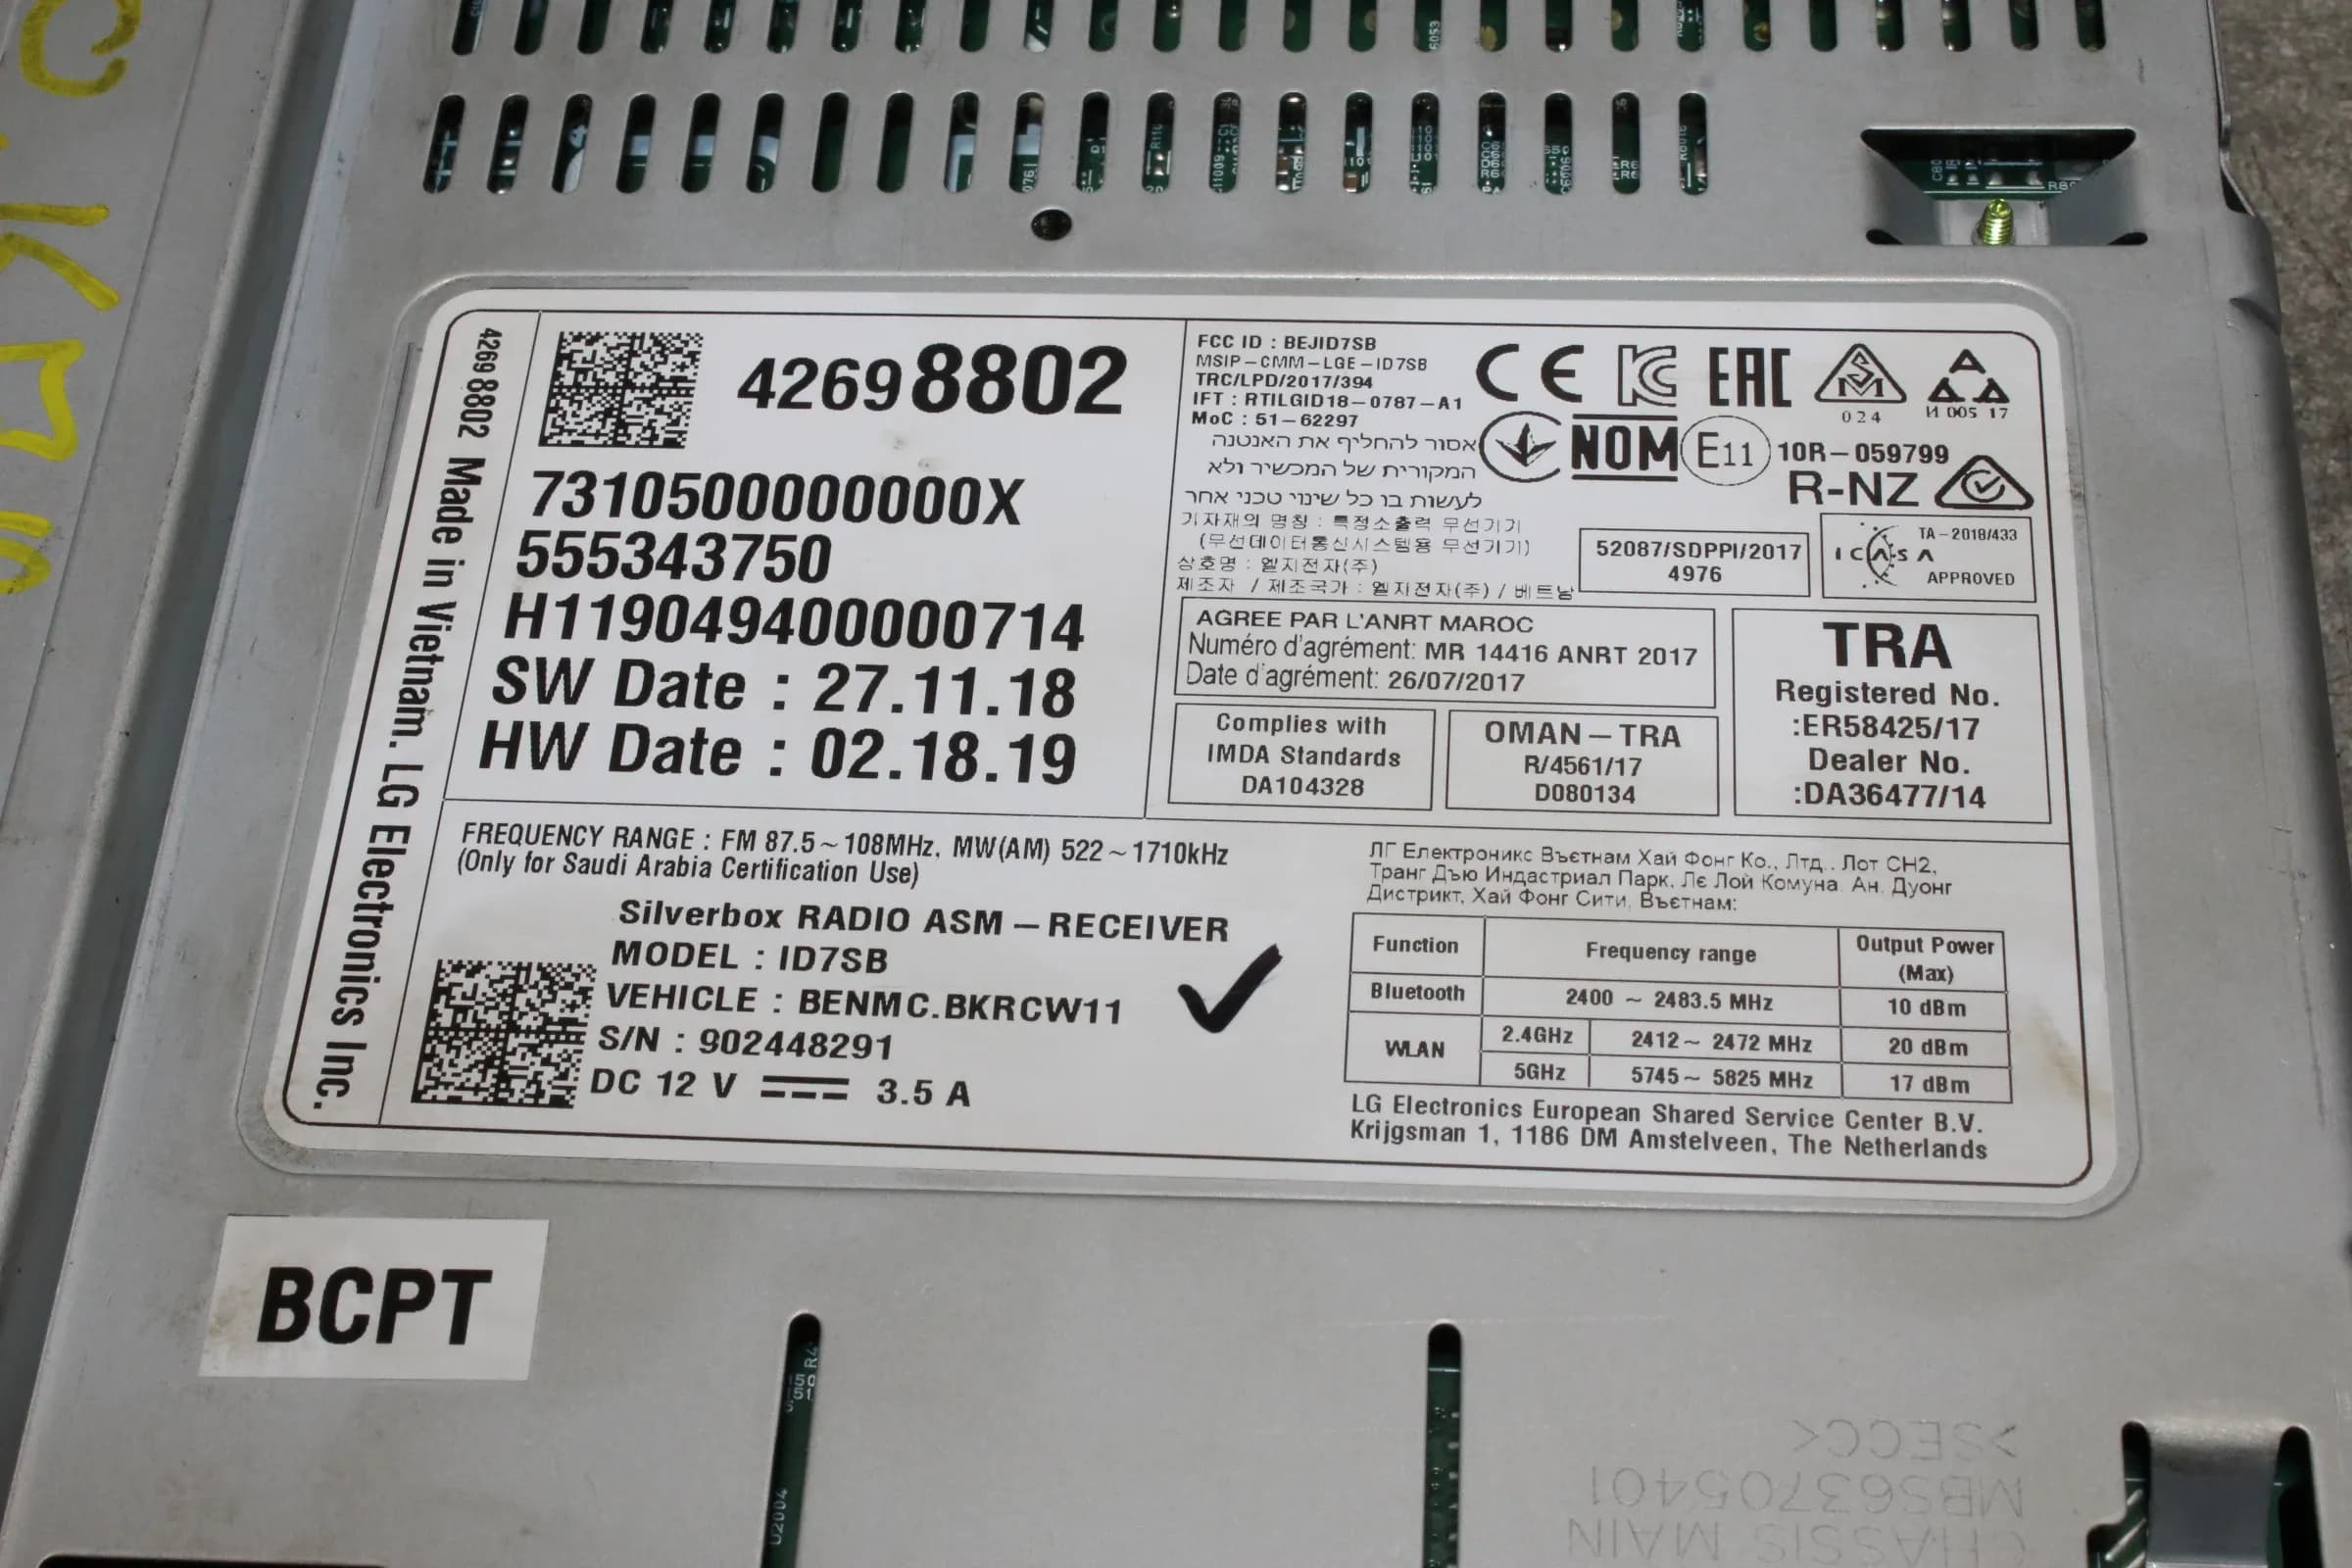 42698802 Made in Vietnam. LG Electronics Inc.
42698802
7310500000000X
555343750
H119049400000714
SW Date : 27.11.18
HW Date : 02.18.19
FCC ID : BEJID7SB
MSIP-CMM-LGE-ID7SB
TRC/LPD/2017/394
IFT : RTILGID18-0787-A1
MoC : 51-62297
אסור להחליף את האנטנה
המקורית של המכשיר ולא
לעשות בו כל שינוי טכני אחר
기자재의 명칭 : 특정소출력 무선기기
(무선데이터통신시스템용 무선기기)
상호명 : 엘지전자(주)
제조자 / 제조국가 : 엘지전자(주) / 베트남
CE KC EAC
024
И 005 17
NOM E11 10R-059799
R-NZ
52087/SDPPI/2017
4976
ICASA
TA-2018/433
APPROVED
AGREE PAR L'ANRT MAROC
Numéro d'agrément: MR 14416 ANRT 2017
Date d'agrément: 26/07/2017
Complies with
IMDA Standards
DA104328
OMAN-TRA
R/4561/17
D080134
TRA
Registered No.
:ER58425/17
Dealer No.
:DA36477/14
FREQUENCY RANGE : FM 87.5~108MHz, MW(AM) 522~1710kHz
(Only for Saudi Arabia Certification Use)
Silverbox RADIO ASM-RECEIVER
MODEL : ID7SB
VEHICLE : BENMC.BKRCW11
S/N : 902448291
DC 12 V 3.5 A
ЛГ Електроникс Въєтнам Хай Фонг Ко., Лтд., Лот СН2,
Транг Дъю Индастриал Парк, Лє Лой Комуна, Ан, Дуонг
Дистрикт, Хай Фонг Сити, Въєтнам:
Function Frequency range Output Power (Max)
Bluetooth 2400 ~ 2483.5 MHz 10 dBm
WLAN 2.4GHz 2412~ 2472 MHz 20 dBm
5GHz 5745~ 5825 MHz 17 dBm
LG Electronics European Shared Service Center B.V.
Krijgsman 1, 1186 DM Amstelveen, The Netherlands
BCPT
>SECC<
MBS63705401
CHASSIS MAIN